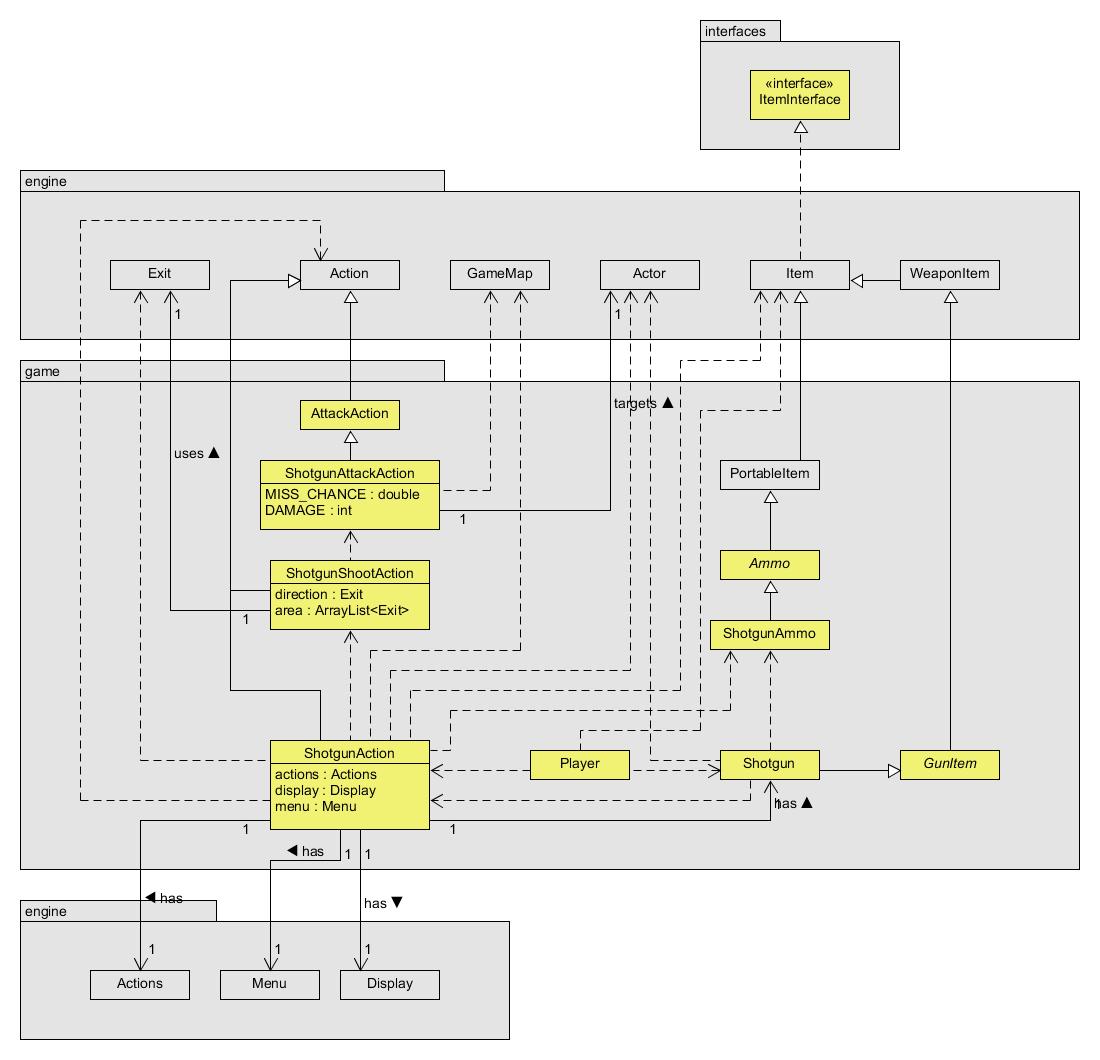 interfaces
«interface»
ItemInterface
engine
Exit
Action
GameMap
Actor
Item
WeaponItem
1
1
game
targets ▲
AttackAction
uses ▲
ShotgunAttackAction
MISS_CHANCE : double
DAMAGE : int
1
PortableItem
ShotgunShootAction
direction : Exit
area : ArrayList<Exit>
1
Ammo
ShotgunAmmo
ShotgunAction
actions : Actions
display : Display
menu : Menu
Player
Shotgun
GunItem
1
has ▲
1
1
◀ has
1
1
◀ has
has ▼
engine
1
1
1
Actions
Menu
Display